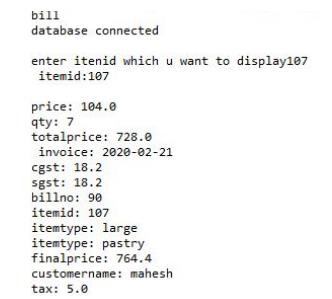 bill
database connected
enter itenid which u want to display107
itemid:107
price: 104.0
qty: 7
totalprice: 728.0
invoice: 2020-02-21
cgst: 18.2
sgst: 18.2
billno: 90
itemid: 107
itemtype: large
itemtype: pastry
finalprice: 764.4
customername: mahesh
tax: 5.0